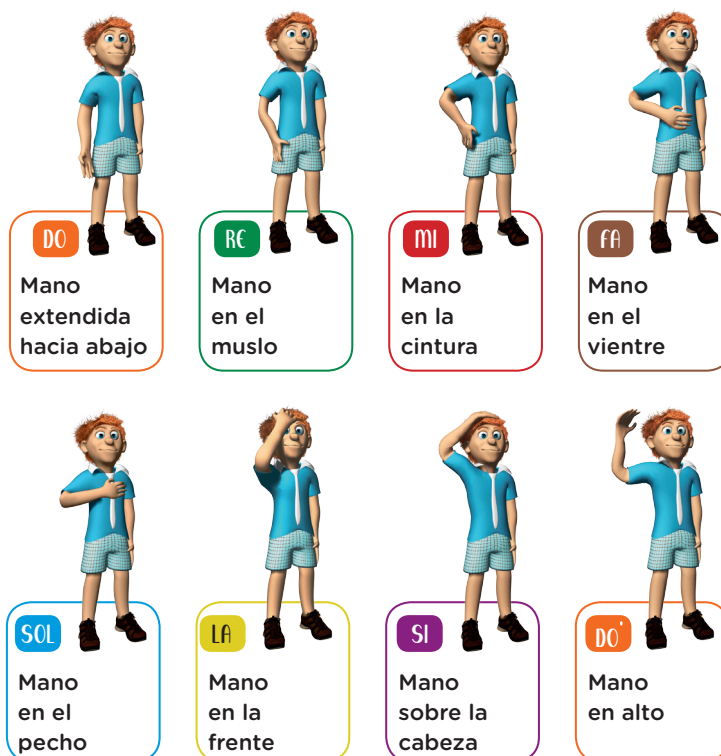 DO
Mano
extendida
hacia abajo
RE
Mano
en el
muslo
MI
Mano
en la
cintura
FA
Mano
en el
vientre
SOL
Mano
en el
pecho
LA
Mano
en la
frente
SI
Mano
sobre la
cabeza
DO'
Mano
en alto